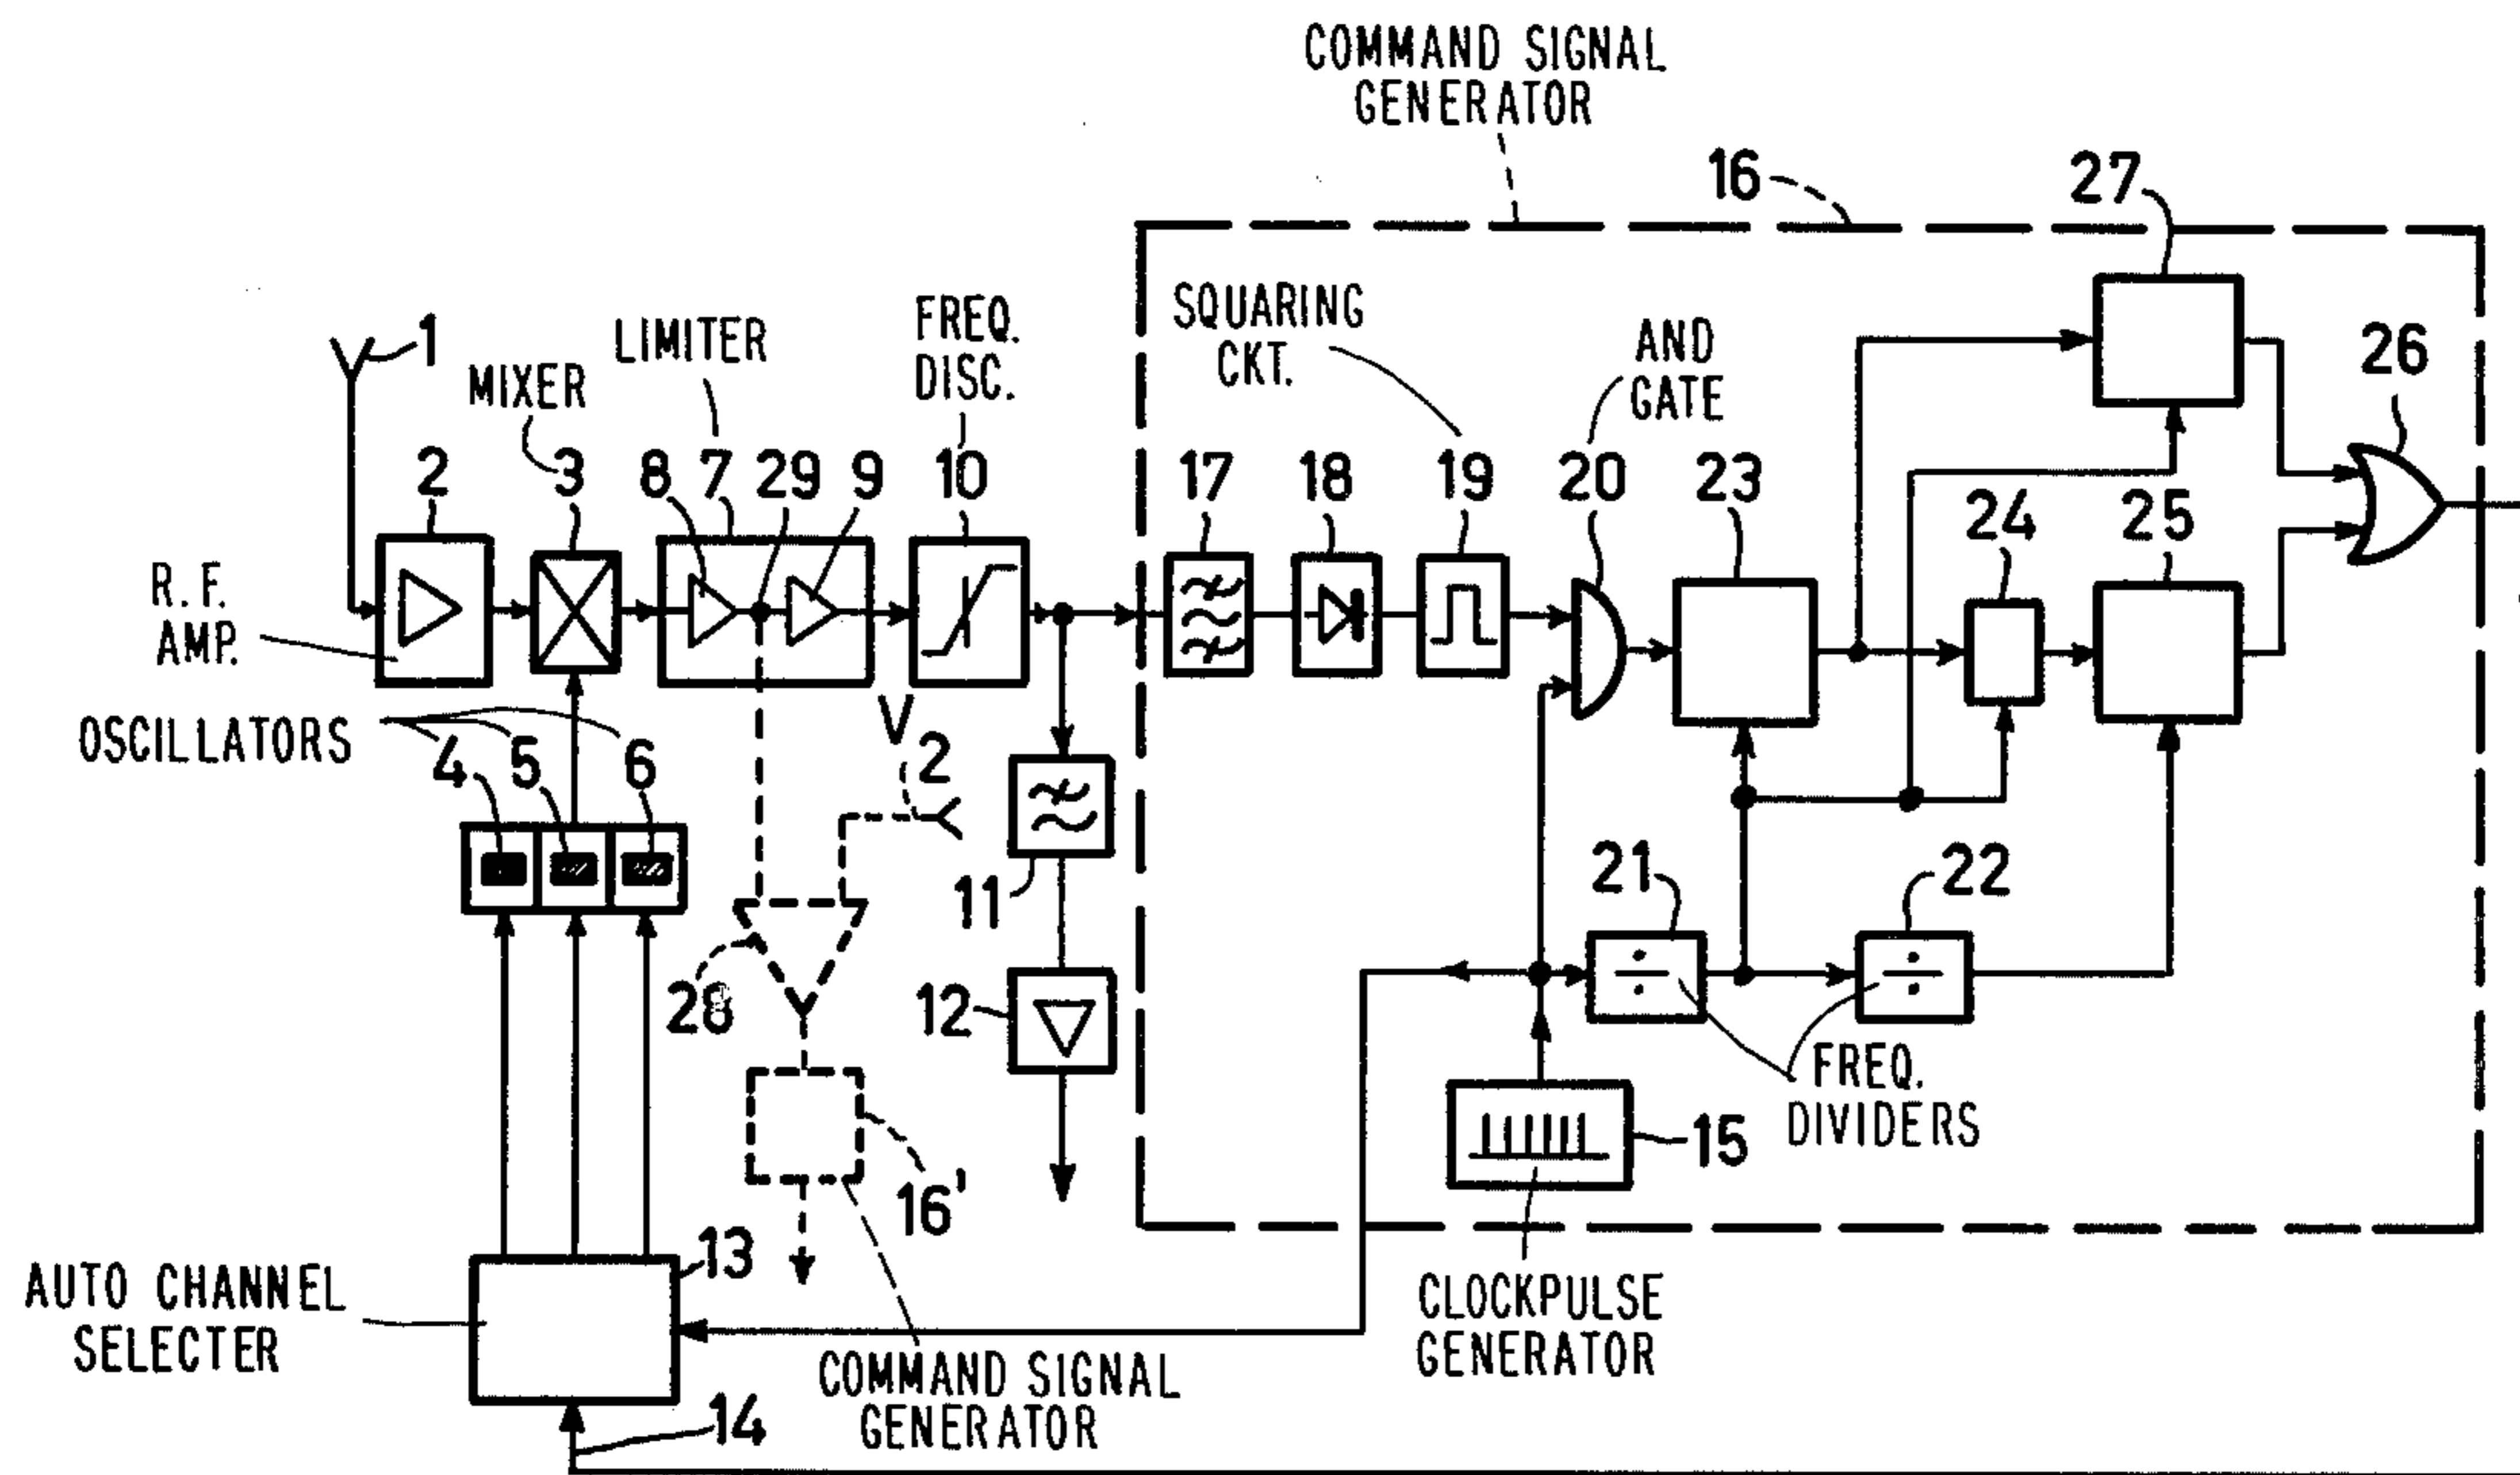 COMMAND SIGNAL
GENERATOR
16
27
1
LIMITER
FREQ.
DISC.
SQUARING
CKT.
AND
GATE
26
MIXER
2
3
8
7
29
9
10
17
18
19
20
23
24
25
R.F.
AMP.
OSCILLATORS
4
5
6
V
2
11
21
22
28
12
FREQ.
DIVIDERS
15
16'
13
AUTO CHANNEL
SELECTER
CLOCKPULSE
GENERATOR
COMMAND SIGNAL
GENERATOR
14